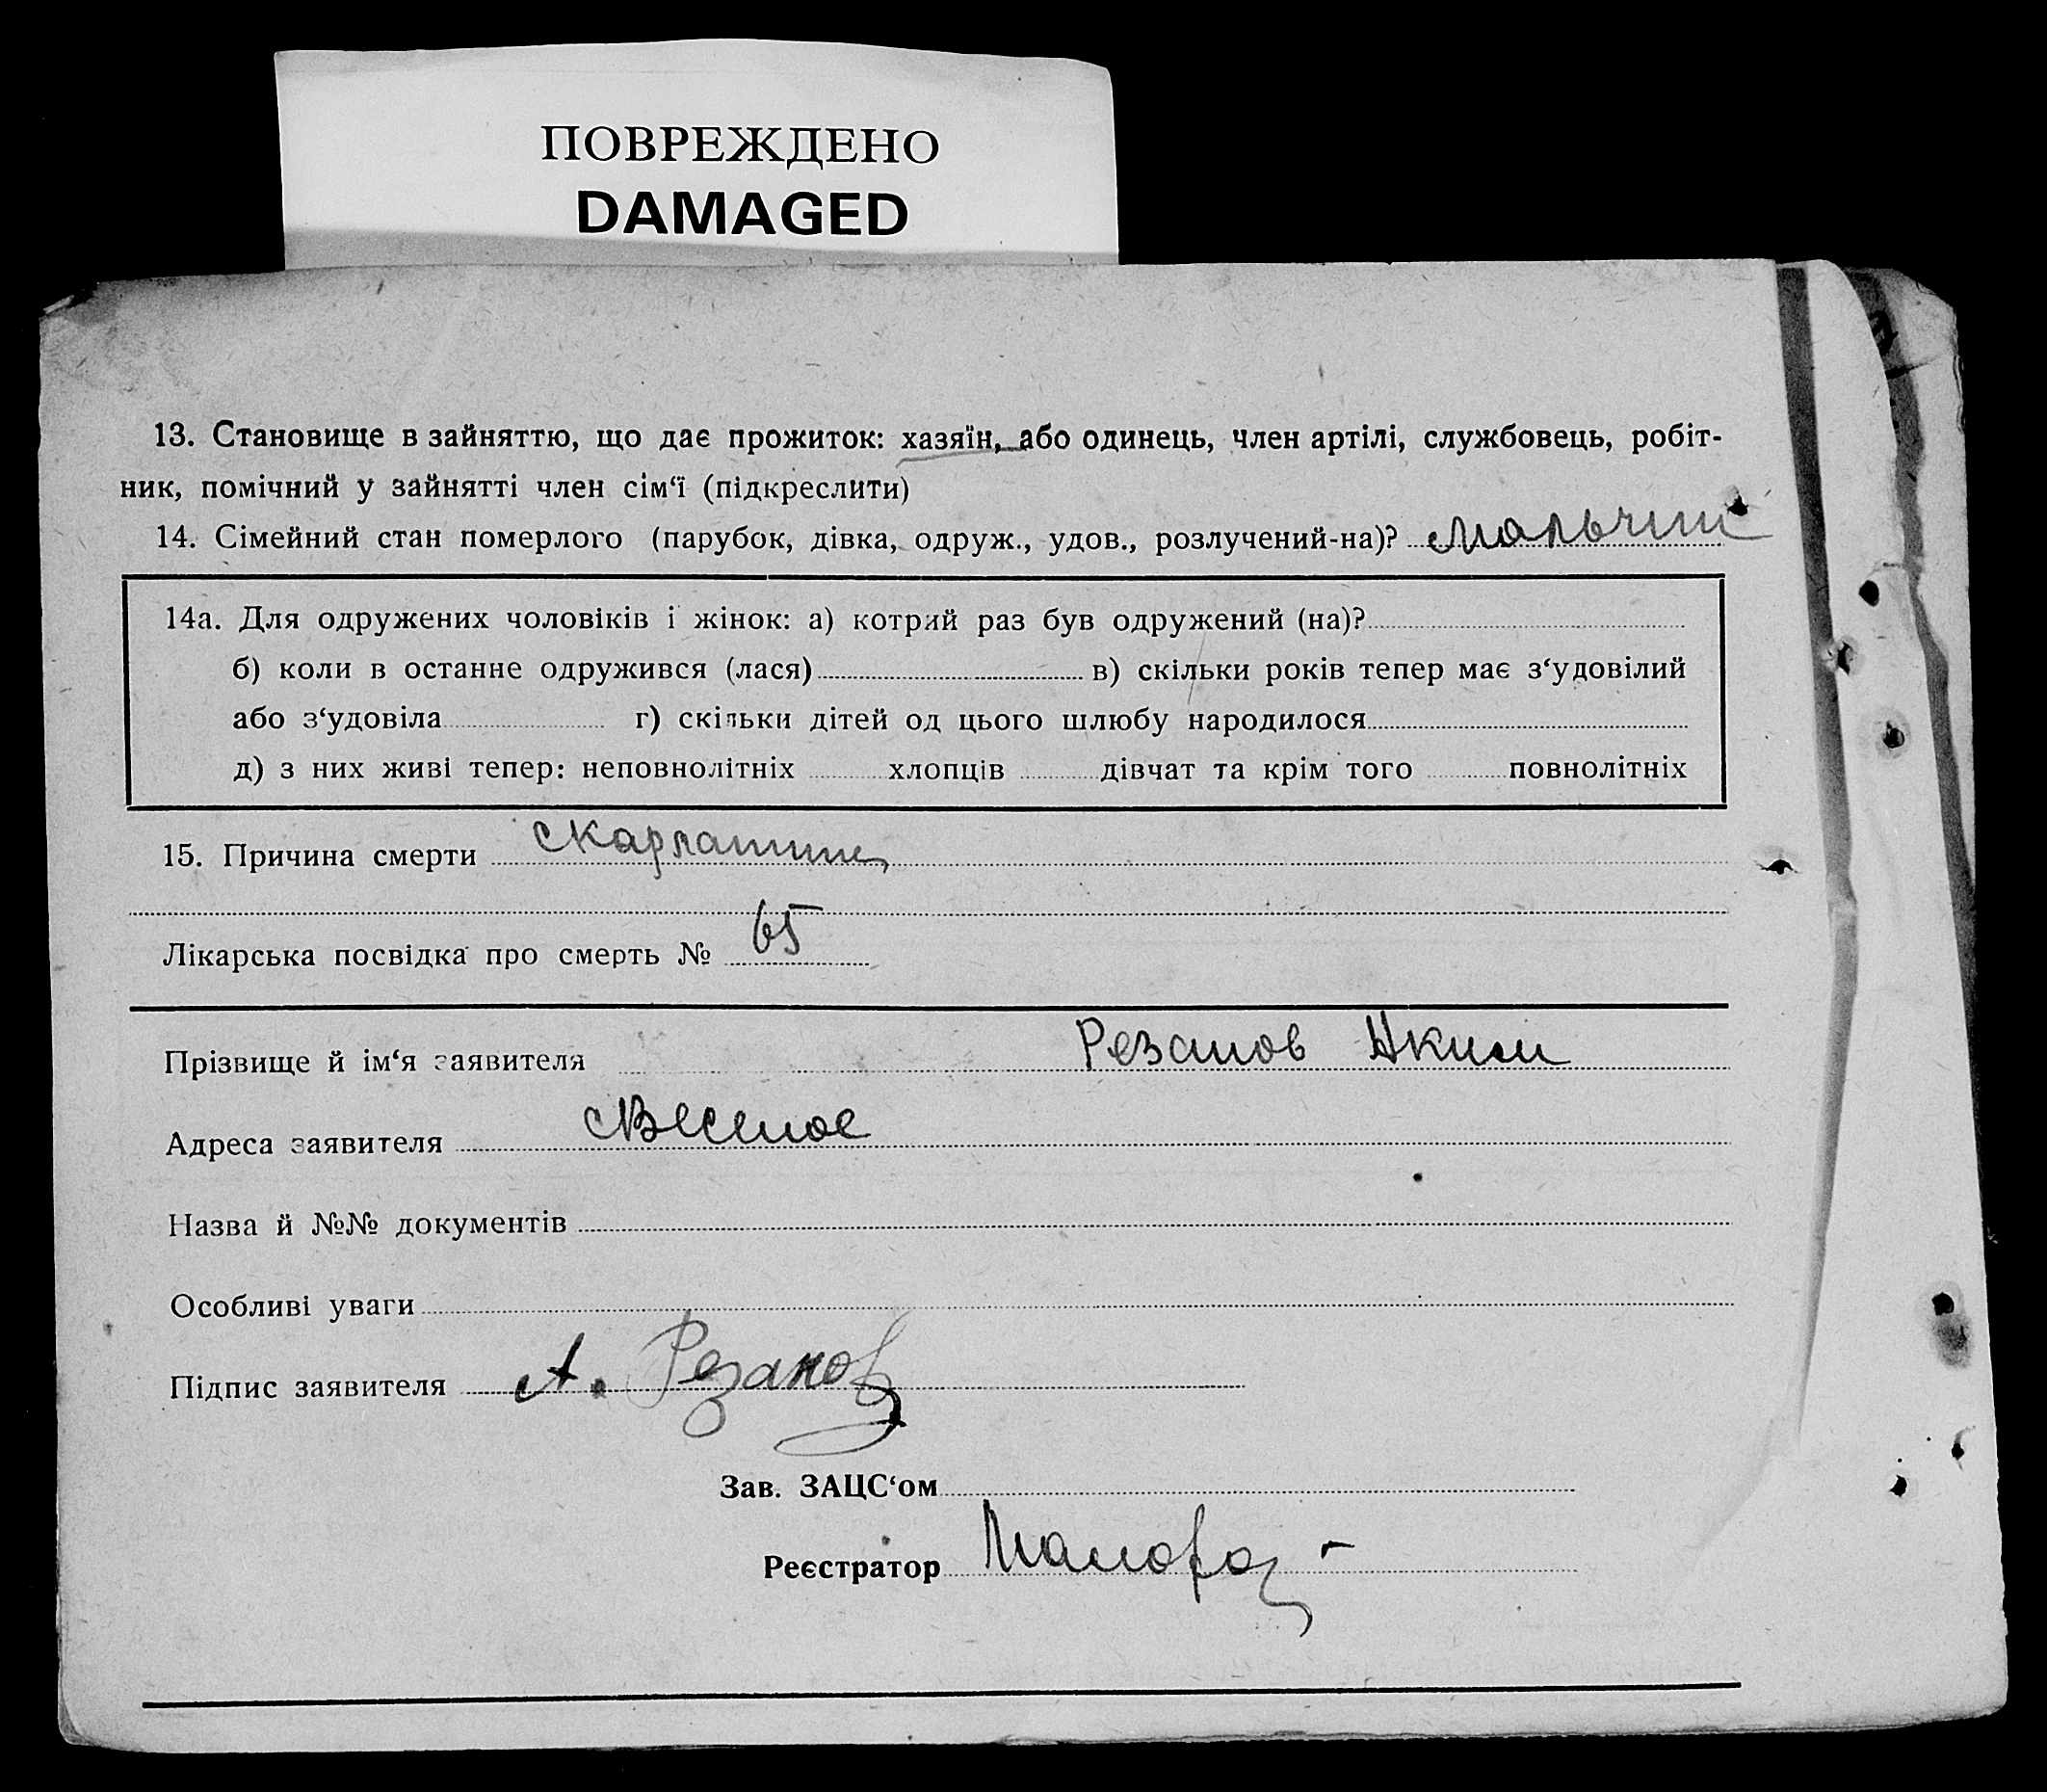 ПОВРЕЖДЕНО
DAMAGED
13. Становище в зайняттю, що дає прожиток: хазяїн, або одинець, член артілі, службовець, робіт-
ник, помічний у зайнятті член сім‘ї (підкреслити)
14. Сімейний стан померлого (парубок, дівка, одруж., удов., розлучений-на)?
14а. Для одружених чоловіків і жінок: а) котрий раз був одружений (на)?
б) коли в останне одружився (лася) в) скільки років тепер має з‘удовілий
або з‘удовіла г) скільки дітей од цього шлюбу народилося
д) з них живі тепер: неповнолітніх хлопців дівчат та крім того повнолітніх
15. Причина смерти скарлатина
Лікарська посвідка про смерть № 65
Прізвище й ім‘я заявителя Резанов Аким
Адреса заявителя с Веселое
Назва й №№ документів
Особливі уваги
Підпис заявителя А. Резанов
Зав. ЗАЦС‘ом
Реєстратор